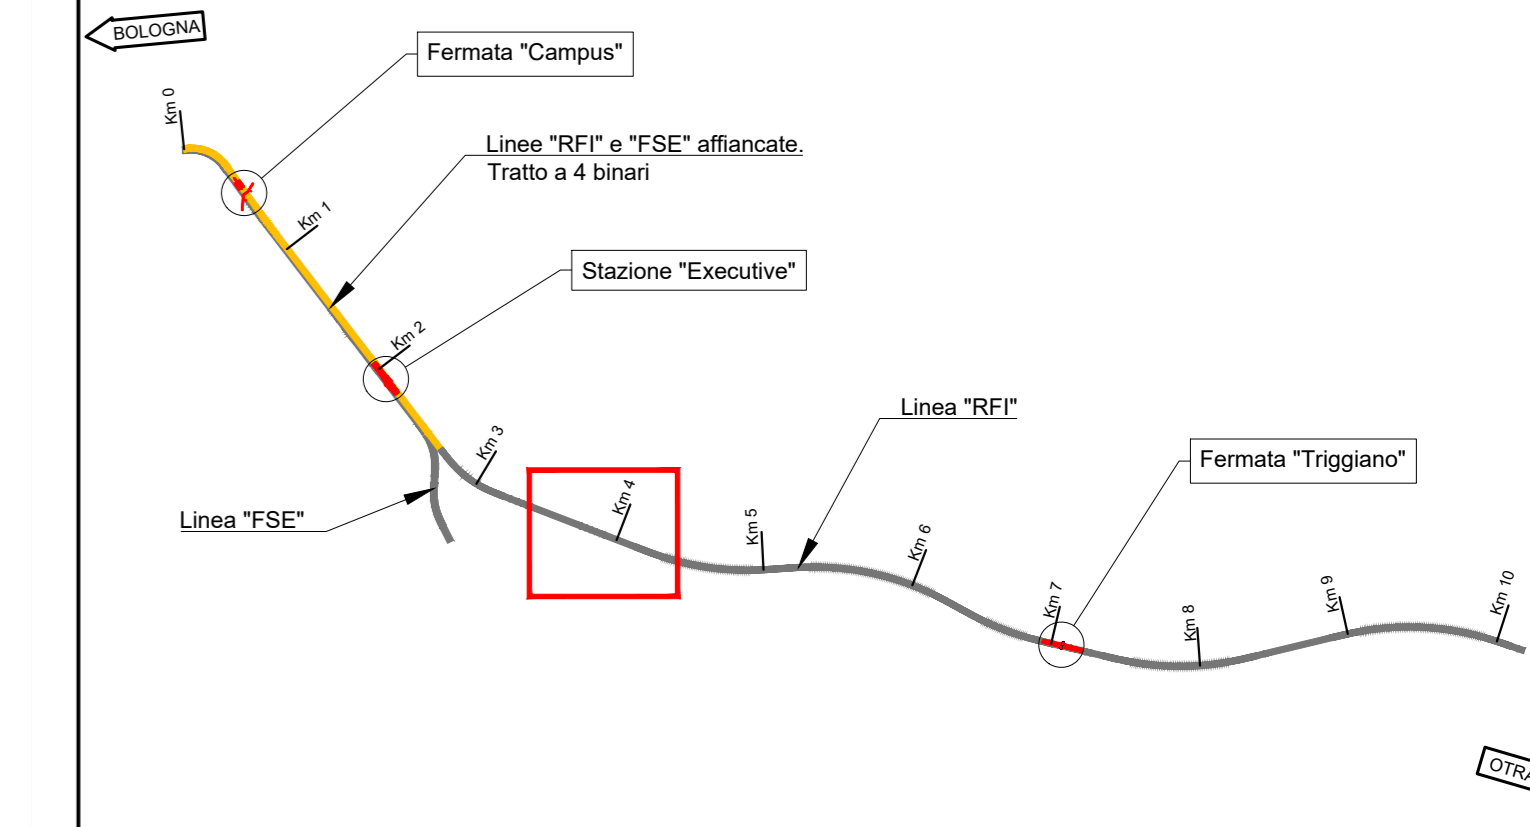 BOLOGNA
Fermata "Campus"
Km 0
Linee "RFI" e "FSE" affiancate.
Tratto a 4 binari
Km 1
Stazione "Executive"
Km 2
Linea "RFI"
Km 3
Fermata "Triggiano"
Km 4
Linea "FSE"
Km 5
Km 6
Km 7
Km 8
Km 9
Km 10
OTRA